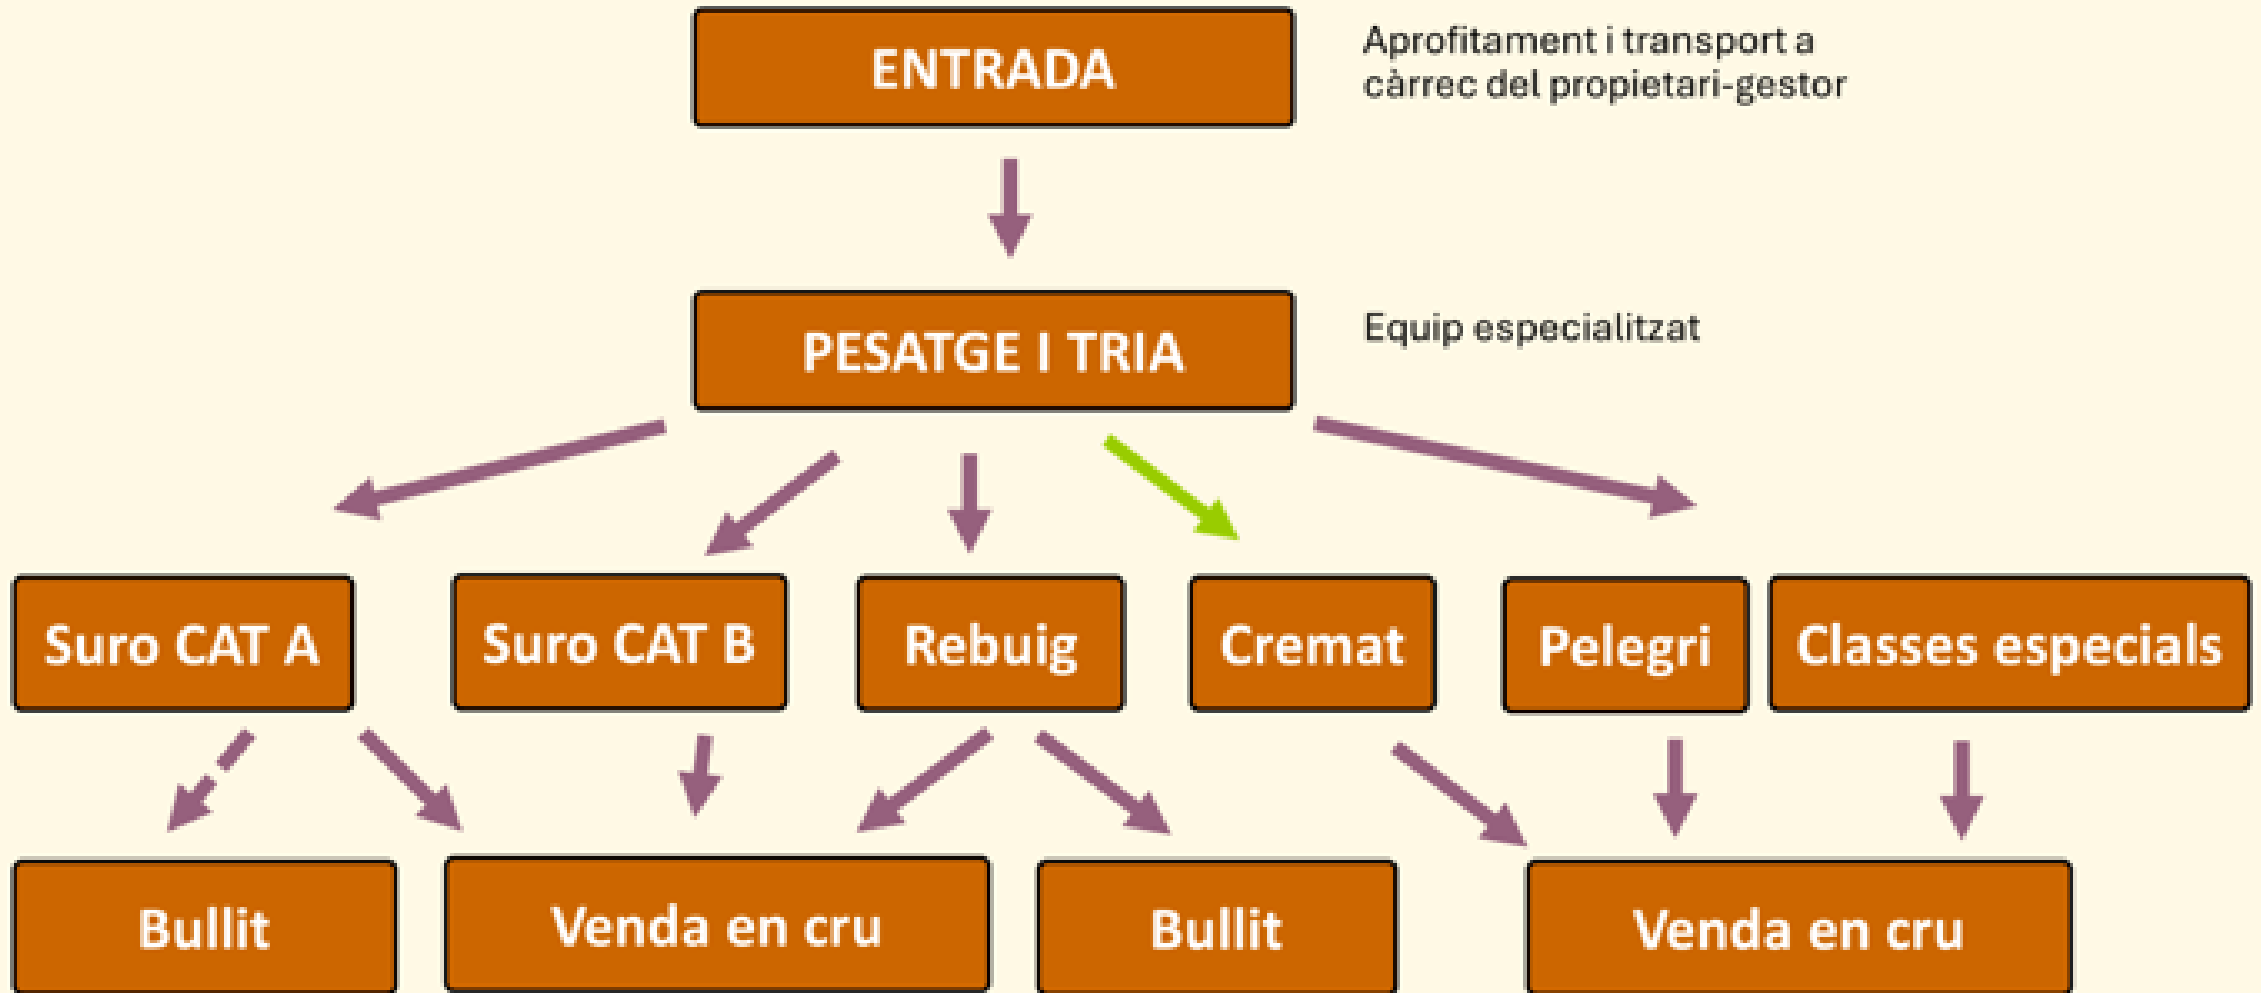 ENTRADA
Aprofitament i transport a
càrrec del propietari-gestor
PESATGE I TRIA
Equip especialitzat
Suro CAT A
Suro CAT B
Rebuig
Cremat
Pelegri
Classes especials
Bullit
Venda en cru
Bullit
Venda en cru